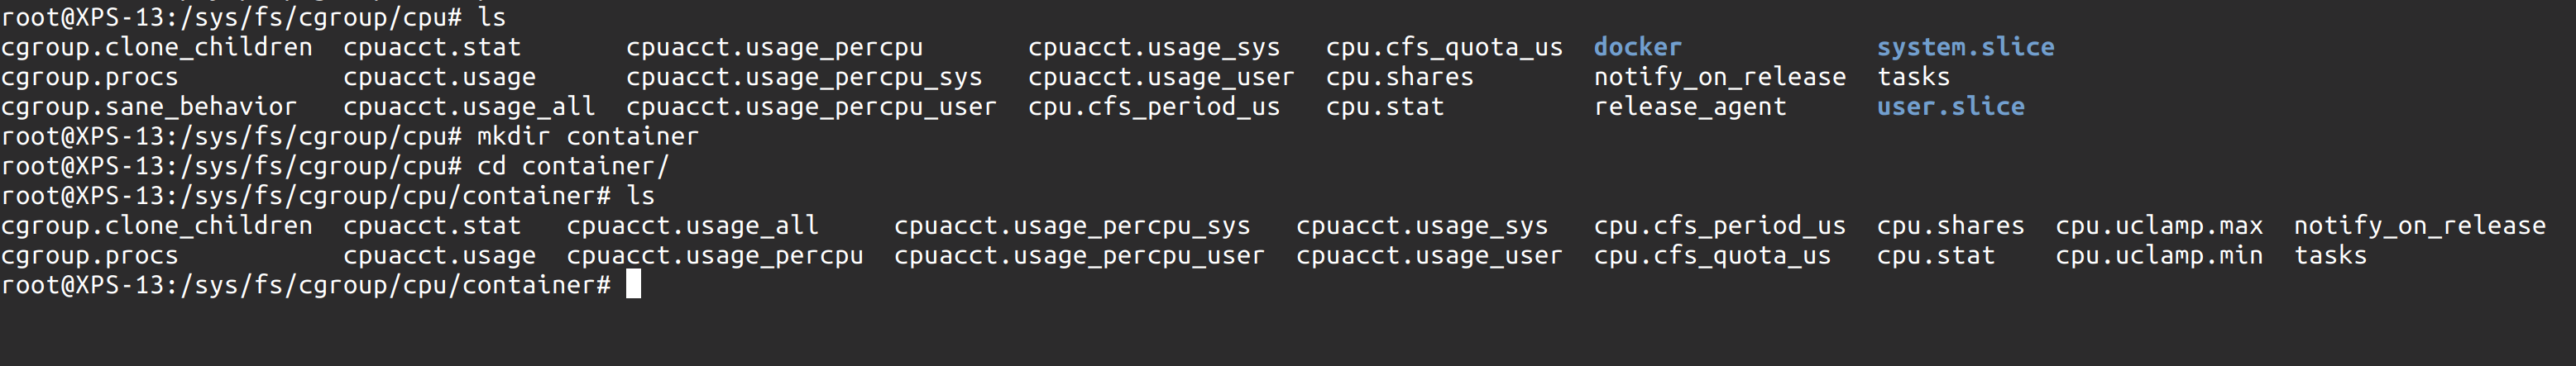 root@XPS-13:/sys/fs/cgroup/cpu# ls
cgroup.clone_children  cpuacct.stat       cpuacct.usage_percpu       cpuacct.usage_sys   cpu.cfs_quota_us  docker             system.slice
cgroup.procs           cpuacct.usage      cpuacct.usage_percpu_sys   cpuacct.usage_user  cpu.shares        notify_on_release  tasks
cgroup.sane_behavior   cpuacct.usage_all  cpuacct.usage_percpu_user  cpu.cfs_period_us   cpu.stat          release_agent      user.slice
root@XPS-13:/sys/fs/cgroup/cpu# mkdir container
root@XPS-13:/sys/fs/cgroup/cpu# cd container/
root@XPS-13:/sys/fs/cgroup/cpu/container# ls
cgroup.clone_children  cpuacct.stat   cpuacct.usage_all     cpuacct.usage_percpu_sys   cpuacct.usage_sys   cpu.cfs_period_us  cpu.shares  cpu.uclamp.max  notify_on_release
cgroup.procs           cpuacct.usage  cpuacct.usage_percpu  cpuacct.usage_percpu_user  cpuacct.usage_user  cpu.cfs_quota_us   cpu.stat    cpu.uclamp.min  tasks
root@XPS-13:/sys/fs/cgroup/cpu/container#